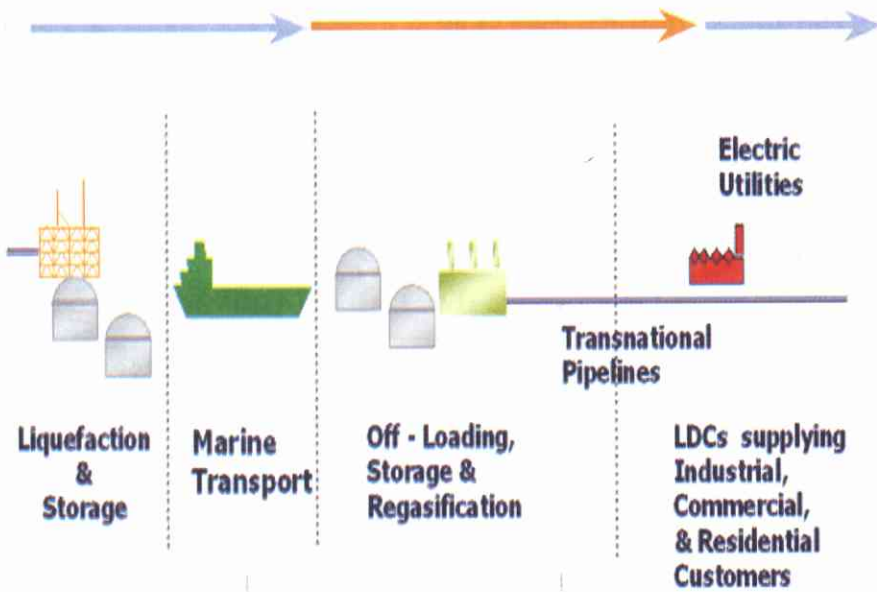 Electric
Utilities
Transnational
Pipelines
Liquefaction
&
Storage
Marine
Transport
Off - Loading,
Storage &
Regasification
LDCs supplying
Industrial,
Commercial,
& Residential
Customers